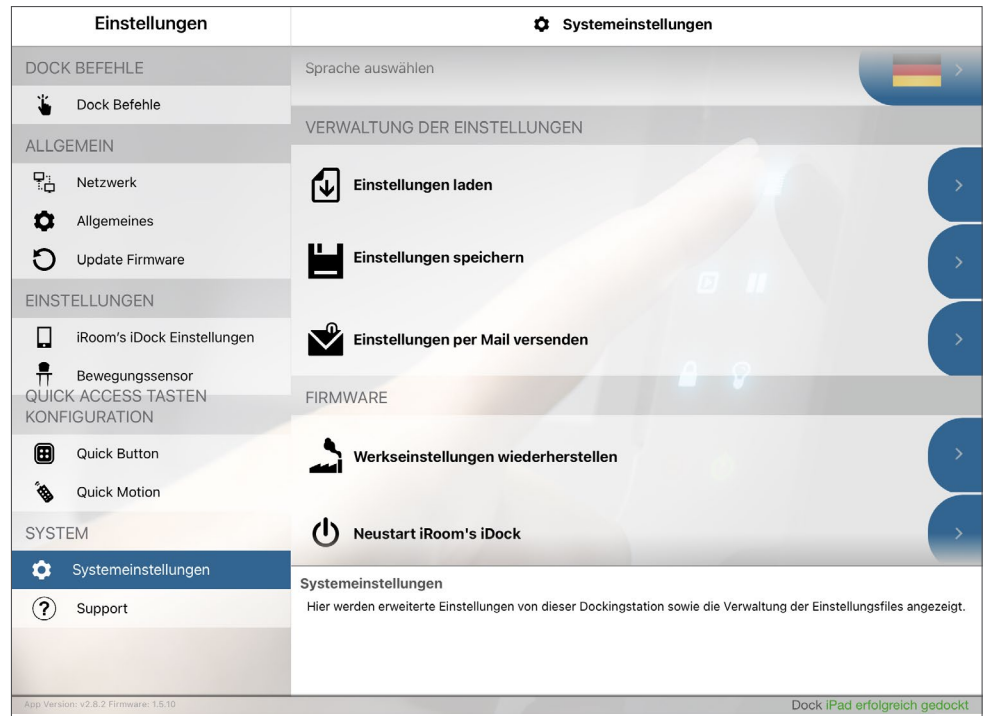 Einstellungen
Systemeinstellungen
DOCK BEFEHLE
Dock Befehle
ALLGEMEIN
Netzwerk
Allgemeines
Update Firmware
EINSTELLUNGEN
iRoom's iDock Einstellungen
Bewegungssensor
QUICK ACCESS TASTEN
KONFIGURATION
Quick Button
Quick Motion
SYSTEM
Systemeinstellungen
Support
App Version: v2.8.2 Firmware: 1.5.10
Sprache auswählen
VERWALTUNG DER EINSTELLUNGEN
Einstellungen laden
Einstellungen speichern
Einstellungen per Mail versenden
FIRMWARE
Werkseinstellungen wiederherstellen
Neustart iRoom's iDock
Systemeinstellungen
Hier werden erweiterte Einstellungen von dieser Dockingstation sowie die Verwaltung der Einstellungsfiles angezeigt.
Dock iPad erfolgreich gedockt